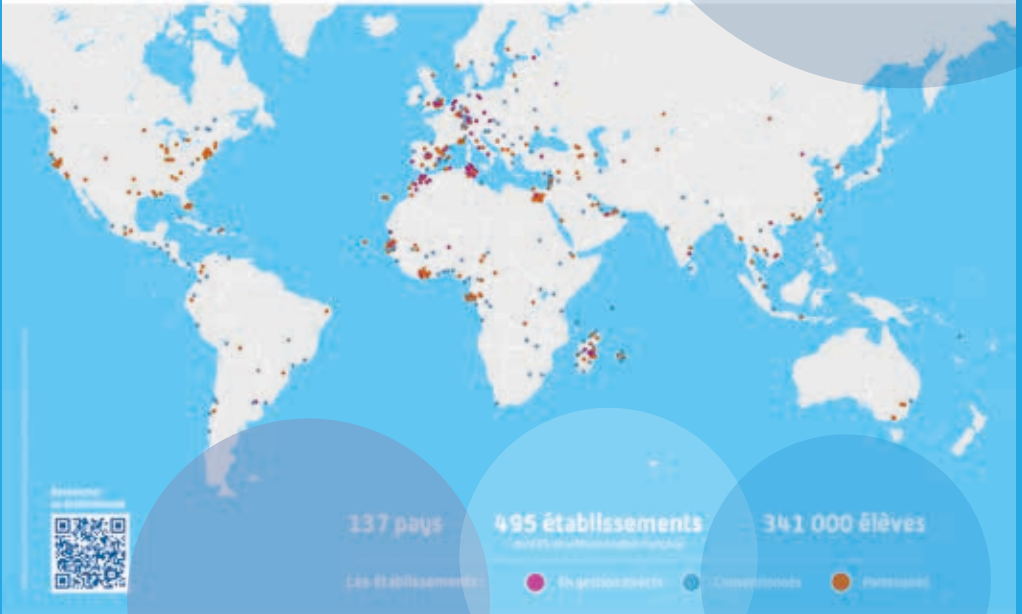 137 pays
495 établissements
341 000 élèves
Les établissements :
En gestion directe
Conventionnés
Partenaires